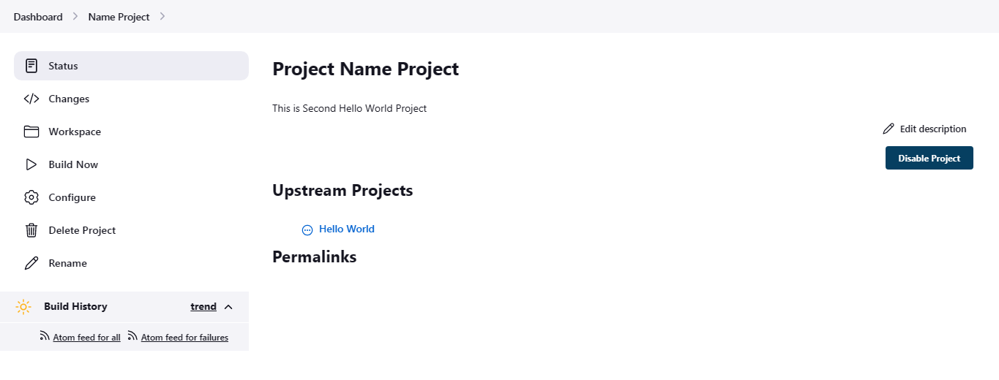 Dashboard Name Project
Status
Changes
Workspace
Build Now
Configure
Delete Project
Rename
Build History trend
Atom feed for all Atom feed for failures
Project Name Project
This is Second Hello World Project
Edit description
Disable Project
Upstream Projects
Hello World
Permalinks